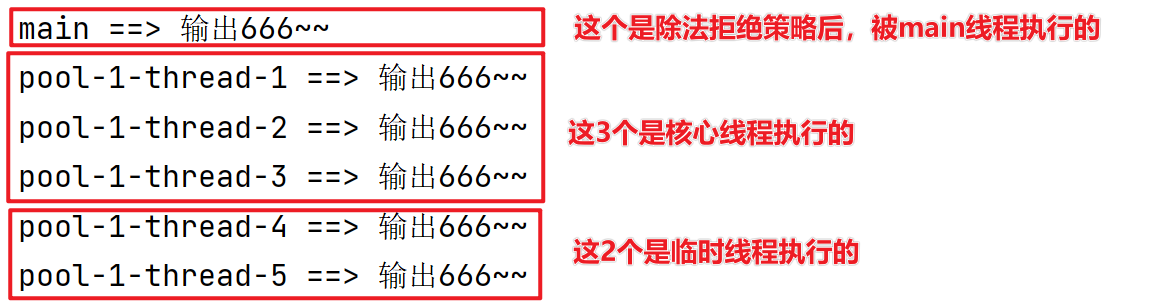 main ==> 输出666~~
这个是除法拒绝策略后，被main线程执行的
pool-1-thread-1 ==> 输出666~~
pool-1-thread-2 ==> 输出666~~
这3个是核心线程执行的
pool-1-thread-3 ==> 输出666~~
pool-1-thread-4 ==> 输出666~~
这2个是临时线程执行的
pool-1-thread-5 ==> 输出666~~